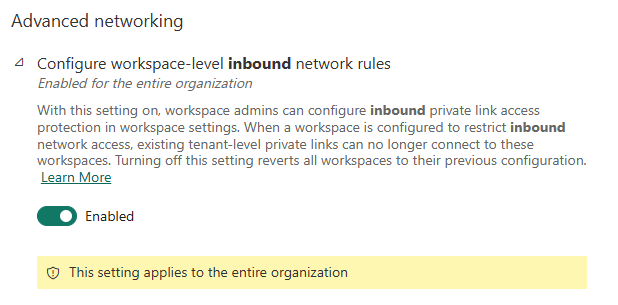 Advanced networking
Configure workspace-level inbound network rules
Enabled for the entire organization
With this setting on, workspace admins can configure inbound private link access
protection in workspace settings. When a workspace is configured to restrict inbound
network access, existing tenant-level private links can no longer connect to these
workspaces. Turning off this setting reverts all workspaces to their previous configuration.
Learn More
Enabled
This setting applies to the entire organization